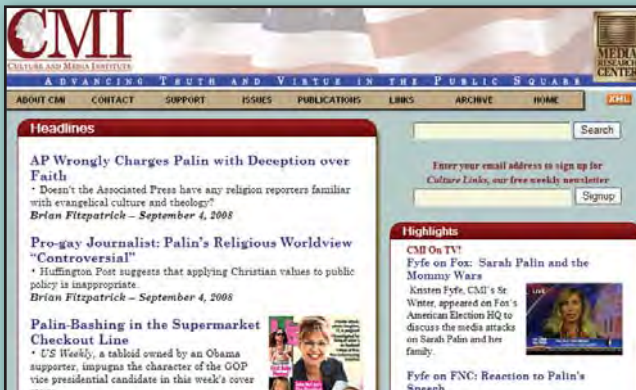 CMI
CULTURE AND MEDIA INSTITUTE
MEDIA
RESEARCH
CENTER
ADVANCING TRUTH AND VIRTUE IN THE PUBLIC SQUARE
ABOUT CMI CONTACT SUPPORT ISSUES PUBLICATIONS LINKS ARCHIVE HOME XML
Headlines
AP Wrongly Charges Palin with Deception over
Faith
• Doesn't the Associated Press have any religion reporters familiar
with evangelical culture and theology?
Brian Fitzpatrick – September 4, 2008
Pro-gay Journalist: Palin's Religious Worldview
“Controversial”
• Huffington Post suggests that applying Christian values to public
policy is inappropriate.
Brian Fitzpatrick – September 4, 2008
Palin-Bashing in the Supermarket
Checkout Line
• US Weekly, a tabloid owned by an Obama
supporter, impugns the character of the GOP
vice presidential candidate in this week's cover
Search
Enter your email address to sign up for
Culture Links, our free weekly newsletter
Signup
Highlights
CMI On TV!
Fyfe on Fox: Sarah Palin and the
Mommy Wars
Kristen Fyfe, CMI's Sr.
Writer, appeared on Fox's
American Election HQ to
discuss the media attacks
on Sarah Palin and her
family.
LIVE
Fyfe on FNC: Reaction to Palin's
Speech